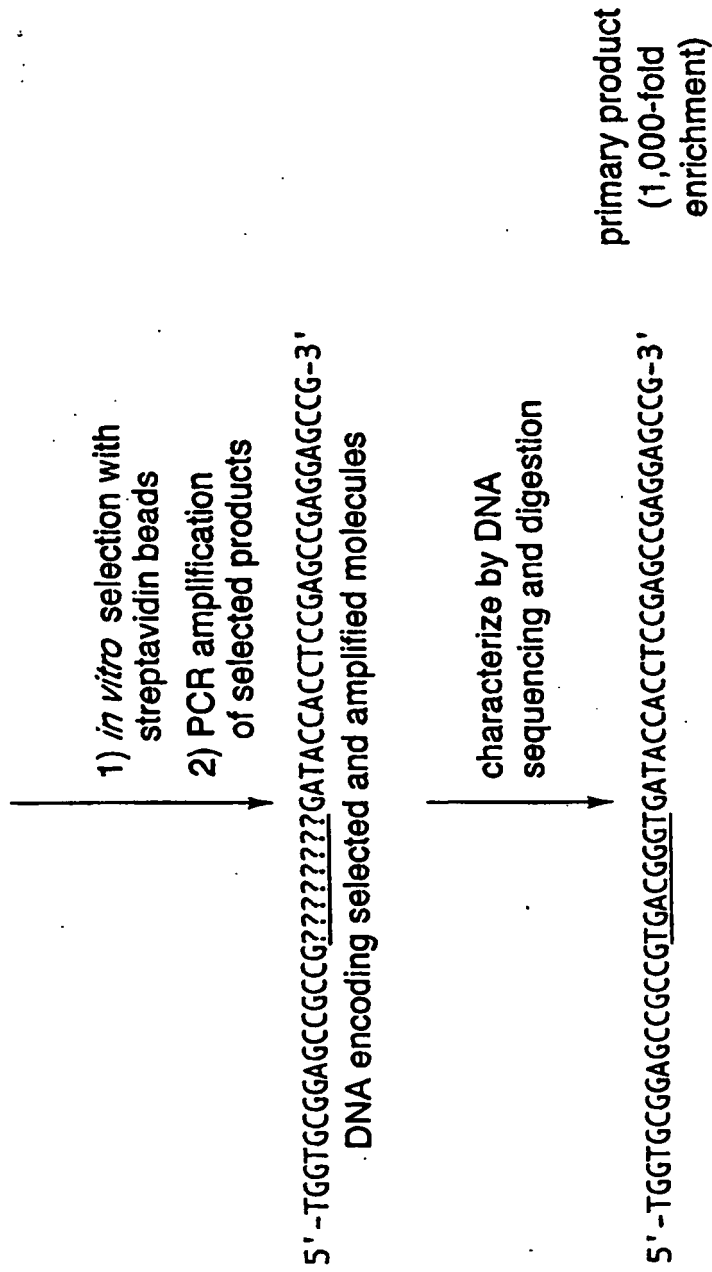 1) in vitro selection with
streptavidin beads
2) PCR amplification
of selected products
5'-TGGTGCGGAGCCGCCG????????GATACCACCTCCGAGCCGAGGAGCCG-3'
DNA encoding selected and amplified molecules
characterize by DNA
sequencing and digestion
5'-TGGTGCGGAGCCGCCGTGACGGGTGATACCACCTCCGAGCCGAGGAGCCG-3'
primary product
(1,000-fold
enrichment)